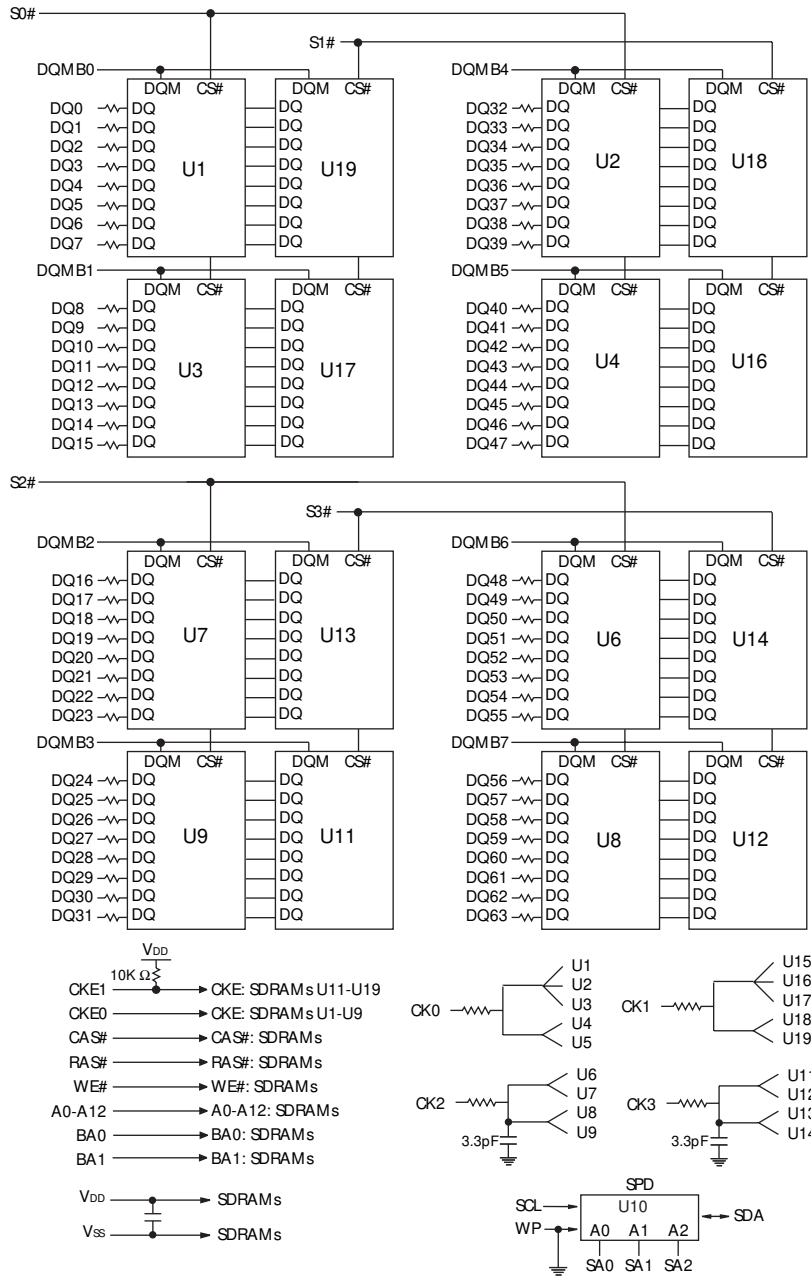 S0#
S1#
DQMB0
DQM CS#
DQM CS#
DQ0 DQ DQ
DQ1 DQ DQ
DQ2 DQ DQ
DQ3 DQ DQ
DQ4 DQ DQ
DQ5 DQ DQ
DQ6 DQ DQ
DQ7 DQ DQ
U1 U19
DQMB4
DQM CS#
DQM CS#
DQ32 DQ DQ
DQ33 DQ DQ
DQ34 DQ DQ
DQ35 DQ DQ
DQ36 DQ DQ
DQ37 DQ DQ
DQ38 DQ DQ
DQ39 DQ DQ
U2 U18
DQMB1
DQM CS#
DQM CS#
DQ8 DQ DQ
DQ9 DQ DQ
DQ10 DQ DQ
DQ11 DQ DQ
DQ12 DQ DQ
DQ13 DQ DQ
DQ14 DQ DQ
DQ15 DQ DQ
U3 U17
DQMB5
DQM CS#
DQM CS#
DQ40 DQ DQ
DQ41 DQ DQ
DQ42 DQ DQ
DQ43 DQ DQ
DQ44 DQ DQ
DQ45 DQ DQ
DQ46 DQ DQ
DQ47 DQ DQ
U4 U16
S2#
S3#
DQMB2
DQM CS#
DQM CS#
DQ16 DQ DQ
DQ17 DQ DQ
DQ18 DQ DQ
DQ19 DQ DQ
DQ20 DQ DQ
DQ21 DQ DQ
DQ22 DQ DQ
DQ23 DQ DQ
U7 U13
DQMB6
DQM CS#
DQM CS#
DQ48 DQ DQ
DQ49 DQ DQ
DQ50 DQ DQ
DQ51 DQ DQ
DQ52 DQ DQ
DQ53 DQ DQ
DQ54 DQ DQ
DQ55 DQ DQ
U6 U14
DQMB3
DQM CS#
DQM CS#
DQ24 DQ DQ
DQ25 DQ DQ
DQ26 DQ DQ
DQ27 DQ DQ
DQ28 DQ DQ
DQ29 DQ DQ
DQ30 DQ DQ
DQ31 DQ DQ
U9 U11
DQMB7
DQM CS#
DQM CS#
DQ56 DQ DQ
DQ57 DQ DQ
DQ58 DQ DQ
DQ59 DQ DQ
DQ60 DQ DQ
DQ61 DQ DQ
DQ62 DQ DQ
DQ63 DQ DQ
U8 U12
VDD
10K Ω
CKE1 CKE: SDRAMs U11-U19
CKE0 CKE: SDRAMs U1-U9
CAS# CAS#: SDRAMs
RAS# RAS#: SDRAMs
WE# WE#: SDRAMs
A0-A12 A0-A12: SDRAMs
BA0 BA0: SDRAMs
BA1 BA1: SDRAMs
VDD SDRAMs
VSS SDRAMs
CK0
U1
U2
U3
U4
U5
CK1
U15
U16
U17
U18
U19
CK2
U6
U7
U8
U9
3.3pF
CK3
U11
U12
U13
U14
3.3pF
SPD
SCL
U10
WP
A0 A1 A2
SDA
SA0 SA1 SA2